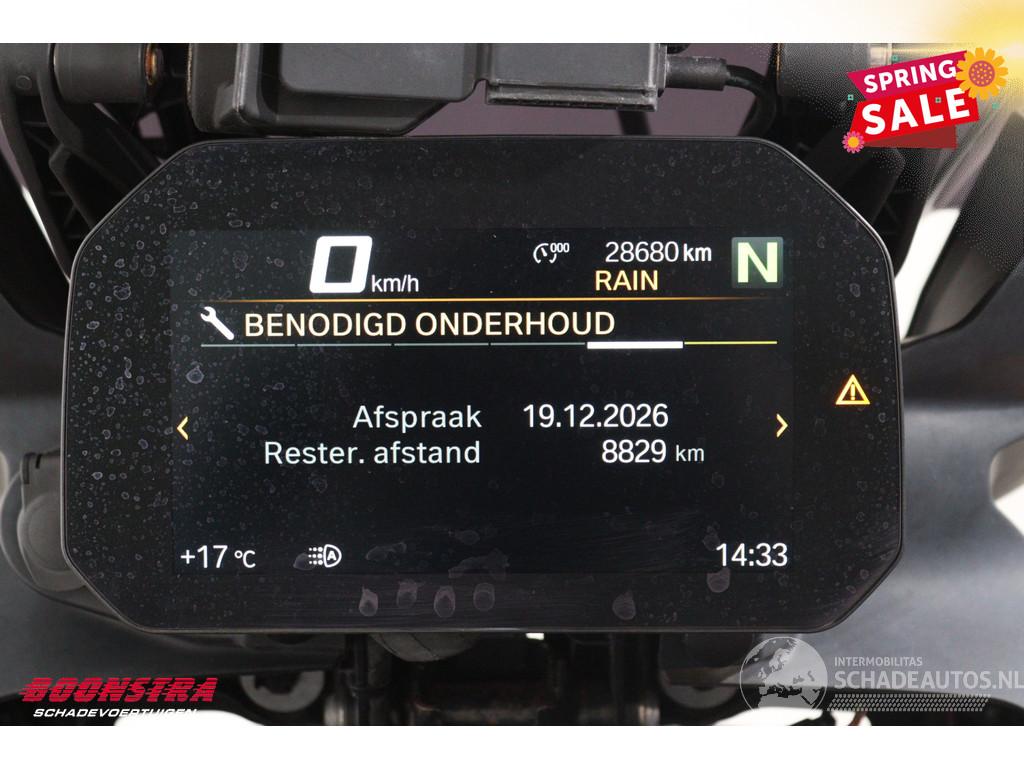 SPRING
SALE
0 km/h
000
28680 km
RAIN
N
BENODIGD ONDERHOUD
Afspraak 19.12.2026
Rester. afstand 8829 km
+17 °C
A
14:33
BOONSTRA
SCHADEVOERTUIGEN
INTERMOBILITAS
SCHADEAUTOS.NL